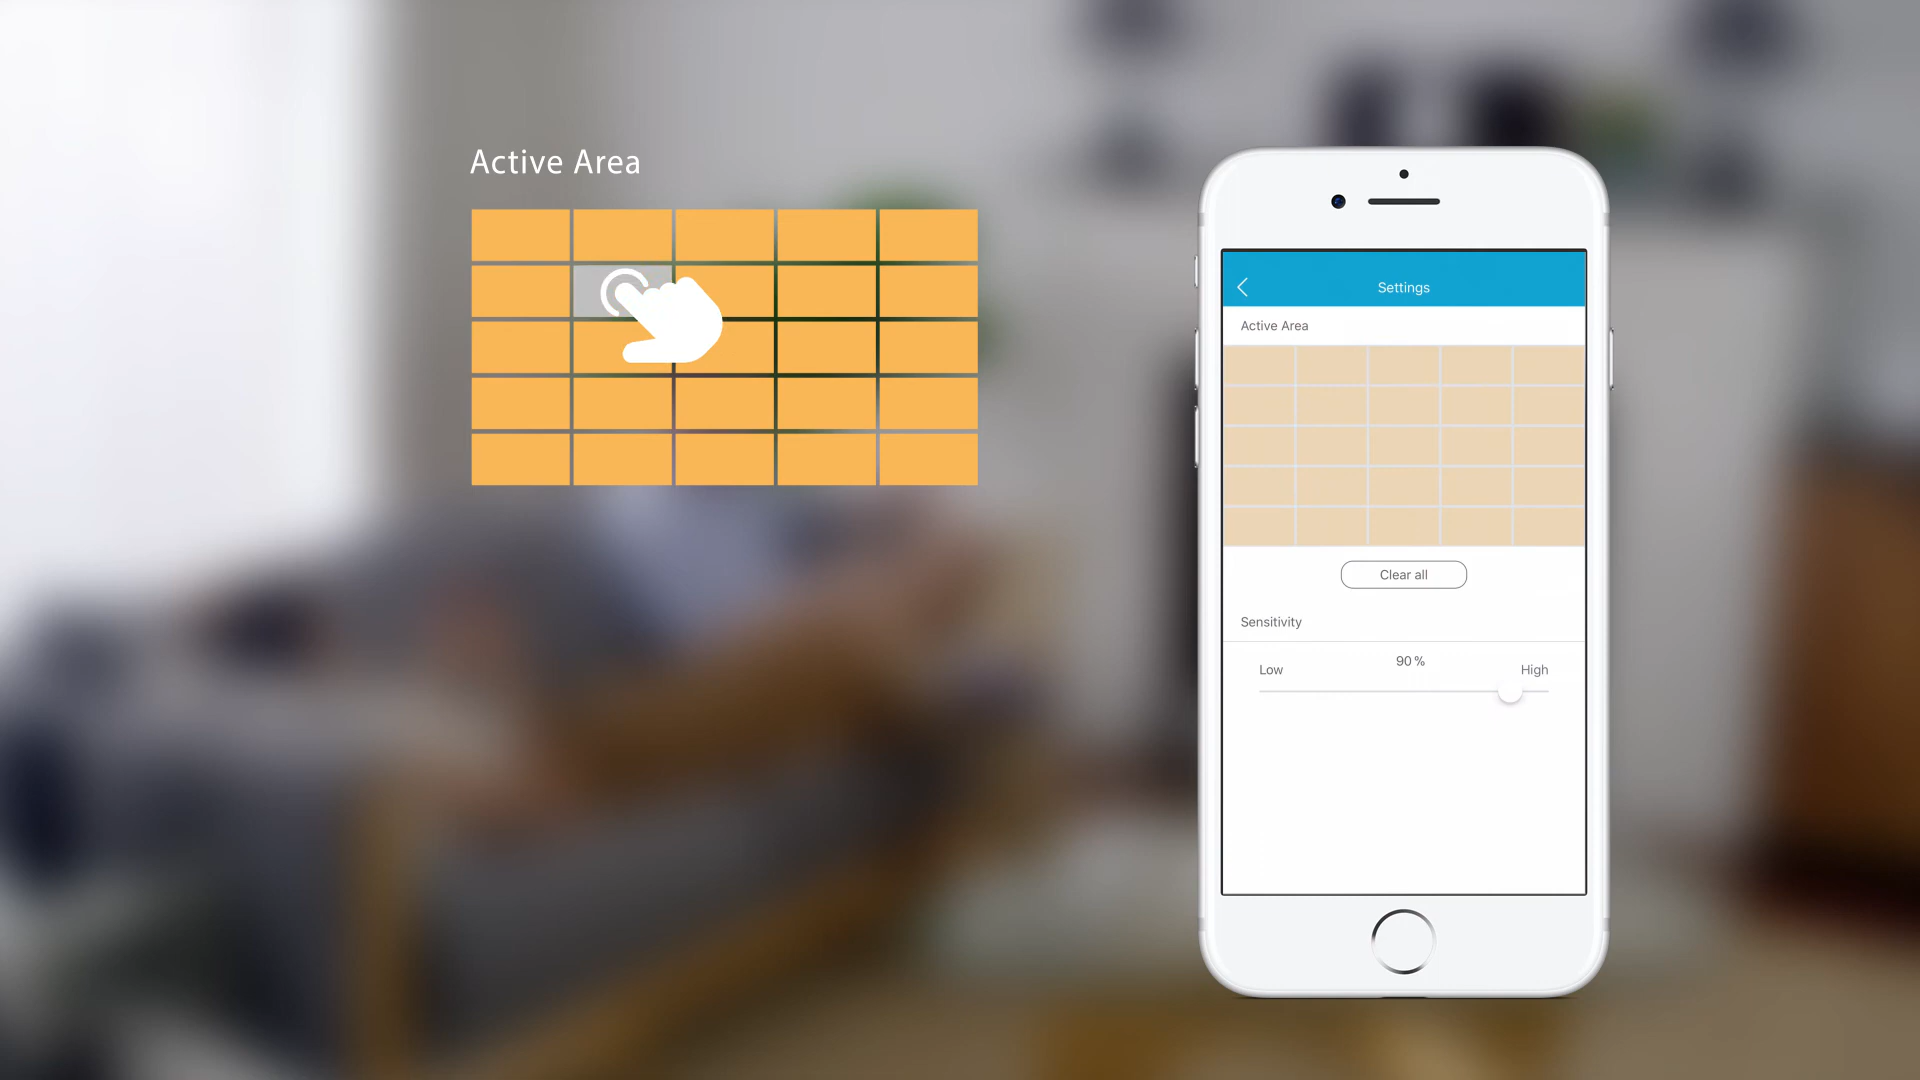 Active Area
Settings
Active Area
Clear all
Sensitivity
90 %
Low
High